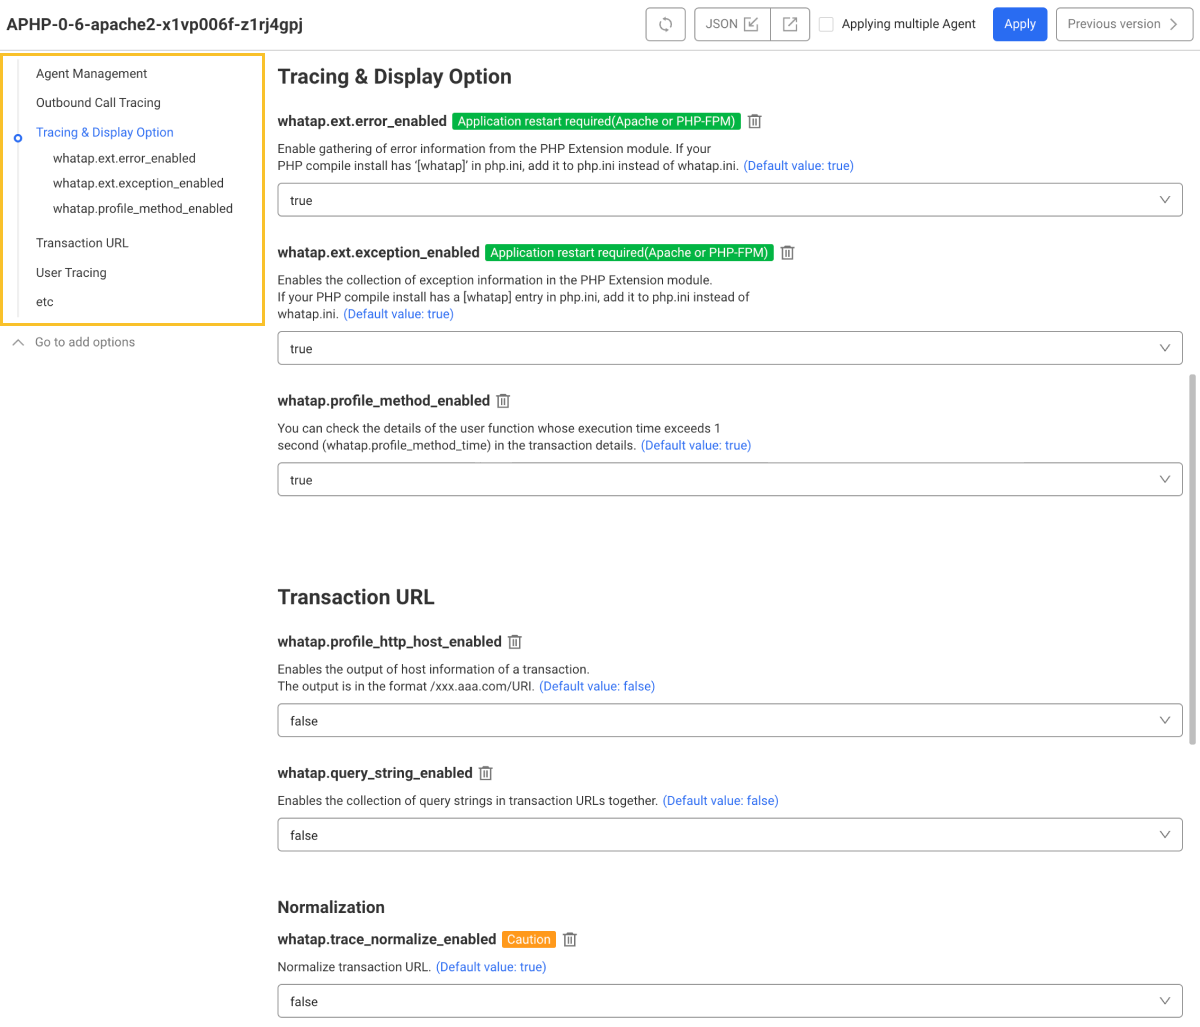 APHP-0-6-apache2-x1vp006f-z1rj4gpj
JSON
Applying multiple Agent
Apply
Previous version
Agent Management
Outbound Call Tracing
Tracing & Display Option
whatap.ext.error_enabled
whatap.ext.exception_enabled
whatap.profile_method_enabled
Transaction URL
User Tracing
etc
Go to add options
Tracing & Display Option
whatap.ext.error_enabled Application restart required(Apache or PHP-FPM)
Enable gathering of error information from the PHP Extension module. If your
PHP compile install has ‘[whatap]’ in php.ini, add it to php.ini instead of whatap.ini. (Default value: true)
true
whatap.ext.exception_enabled Application restart required(Apache or PHP-FPM)
Enables the collection of exception information in the PHP Extension module.
If your PHP compile install has a [whatap] entry in php.ini, add it to php.ini instead of
whatap.ini. (Default value: true)
true
whatap.profile_method_enabled
You can check the details of the user function whose execution time exceeds 1
second (whatap.profile_method_time) in the transaction details. (Default value: true)
true
Transaction URL
whatap.profile_http_host_enabled
Enables the output of host information of a transaction.
The output is in the format /xxx.aaa.com/URI. (Default value: false)
false
whatap.query_string_enabled
Enables the collection of query strings in transaction URLs together. (Default value: false)
false
Normalization
whatap.trace_normalize_enabled Caution
Normalize transaction URL. (Default value: true)
false